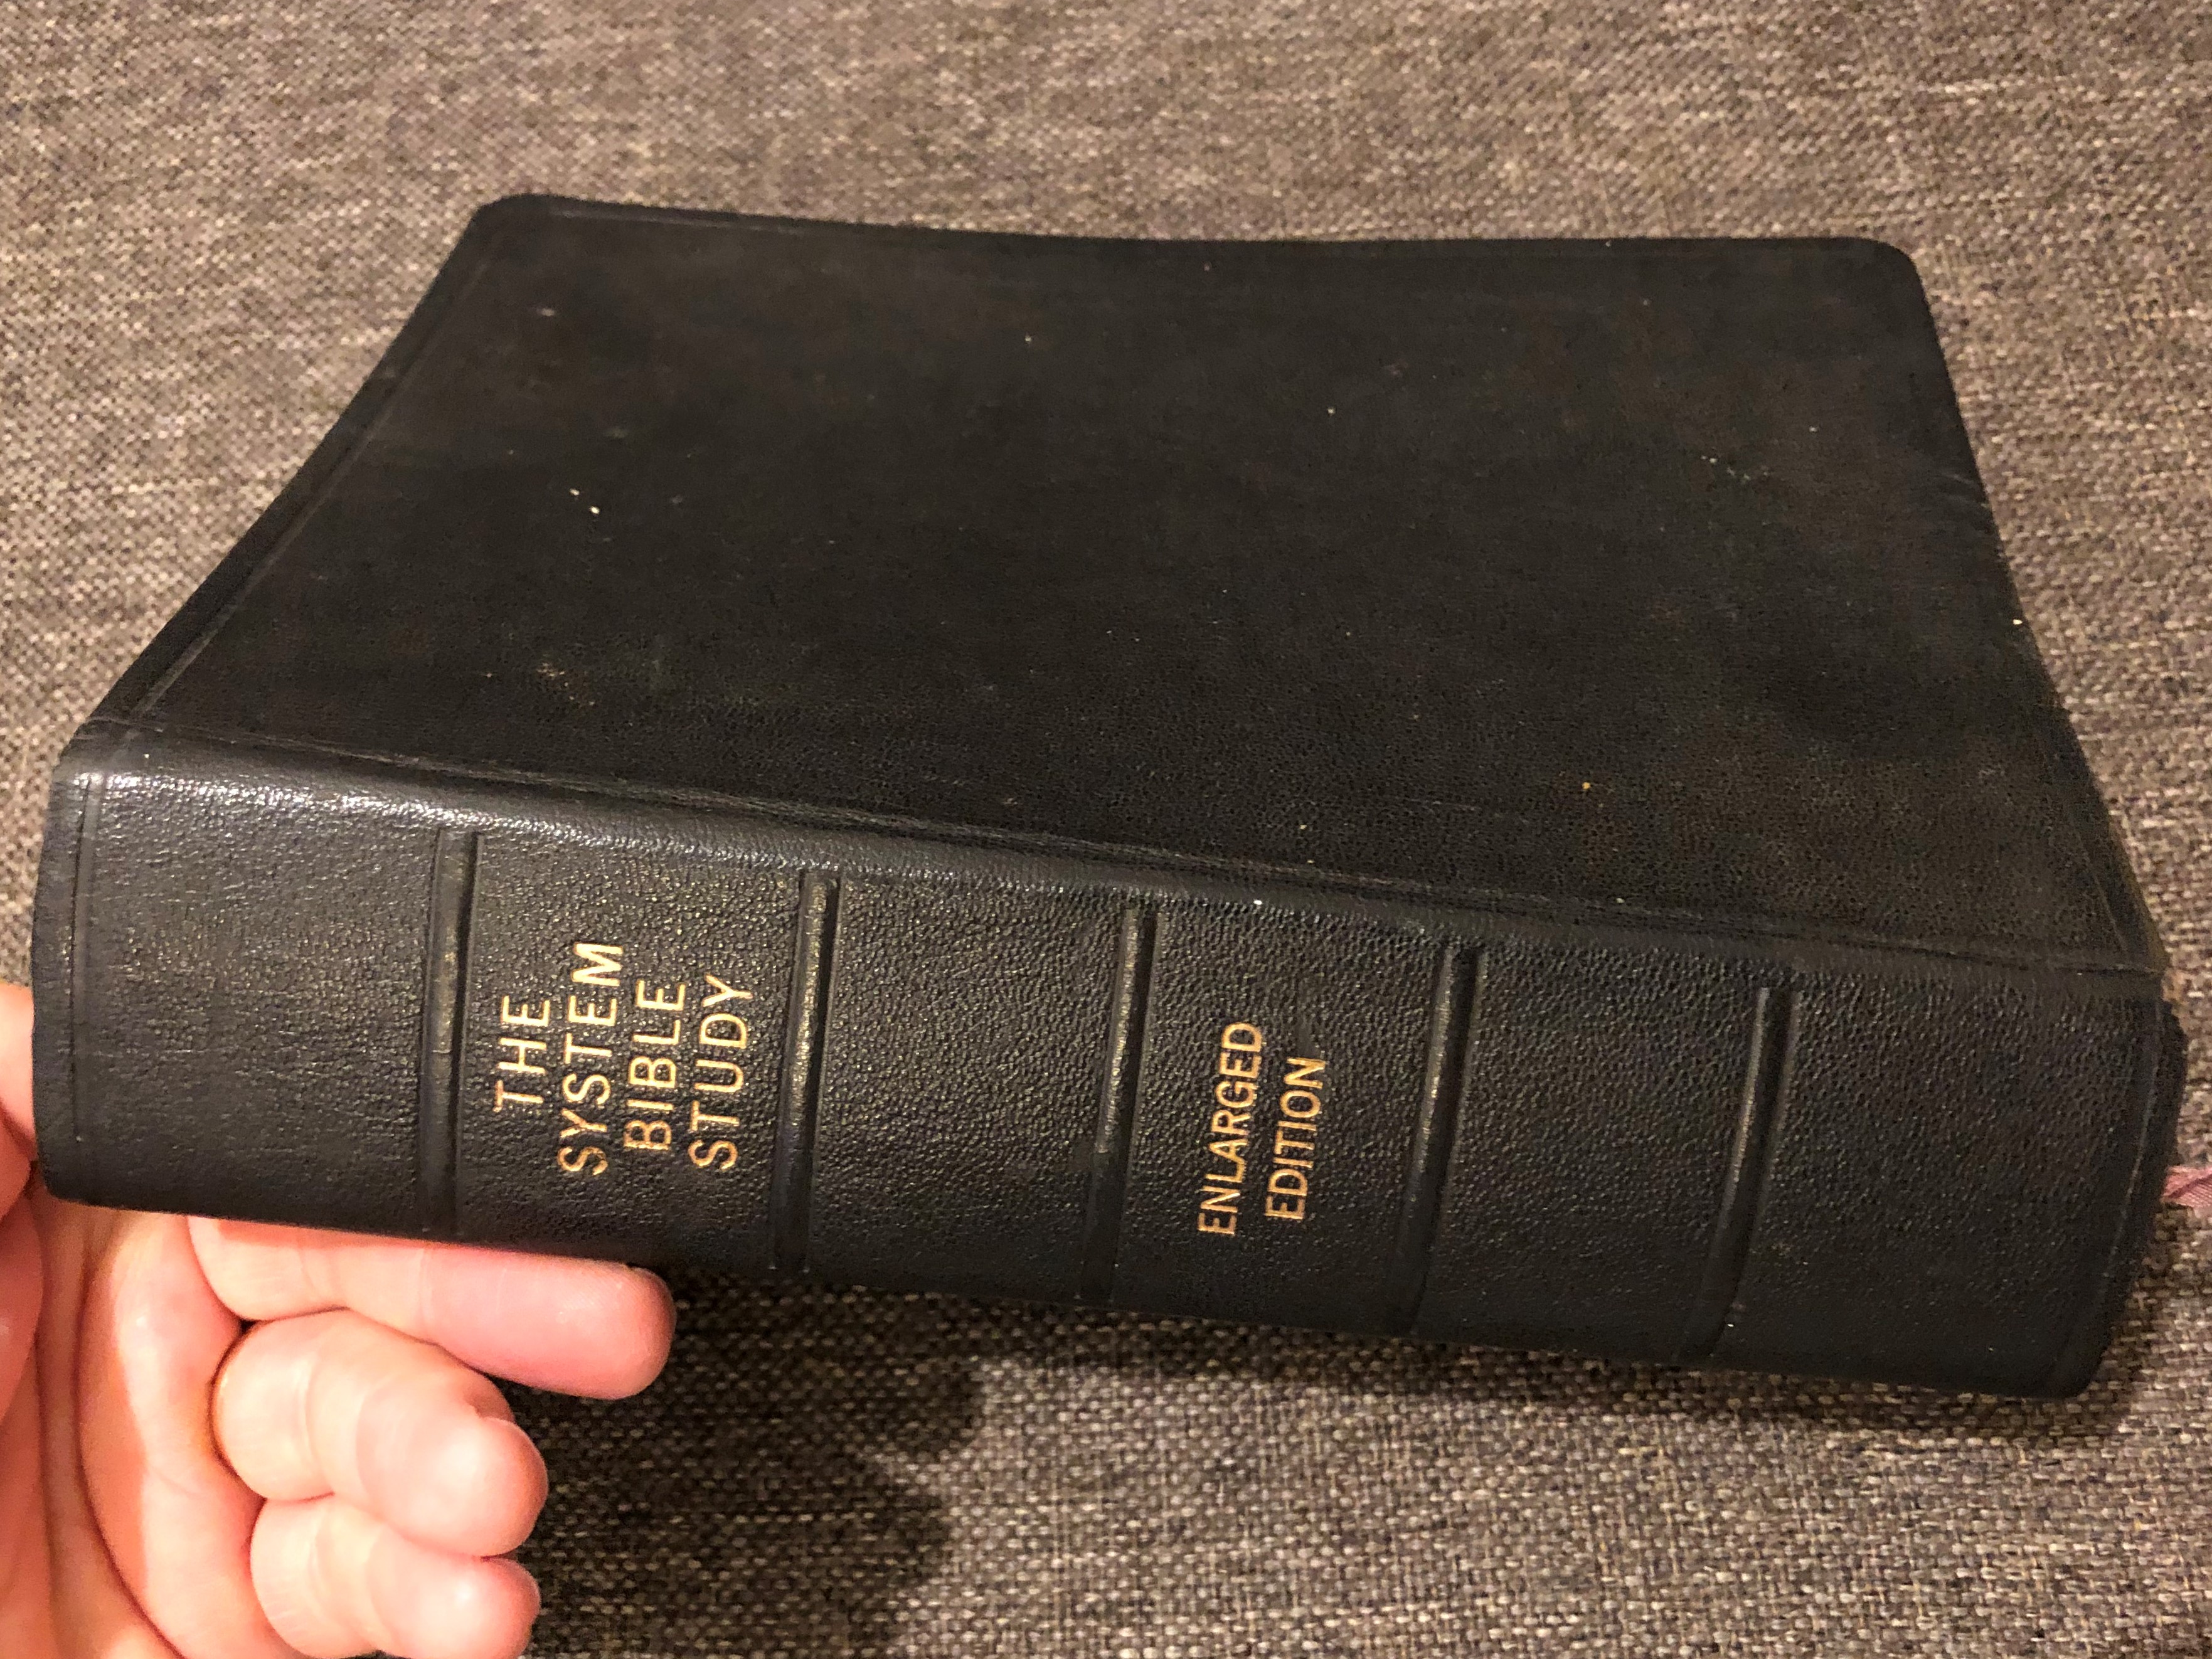 THE
SYSTEM
BIBLE
STUDY
ENLARGED
EDITION